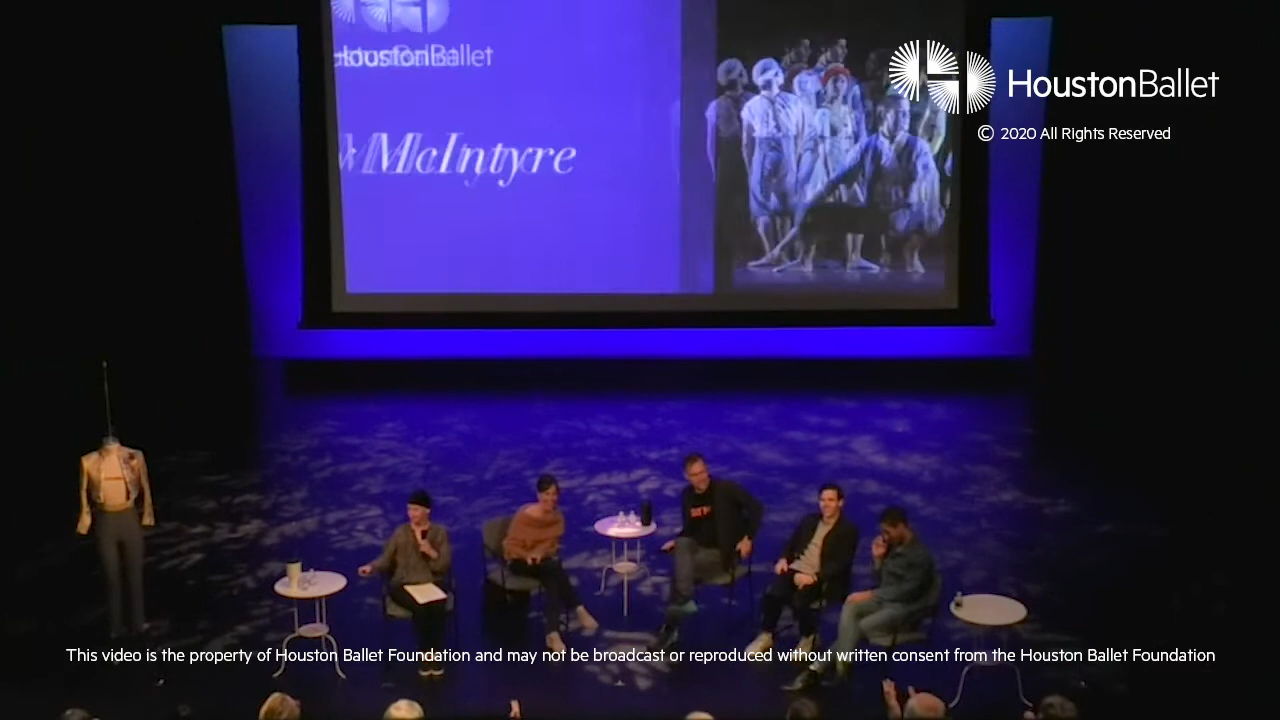 HoustonBallet
HoustonBallet
© 2020 All Rights Reserved
McIntyre
This video is the property of Houston Ballet Foundation and may not be broadcast or reproduced without written consent from the Houston Ballet Foundation